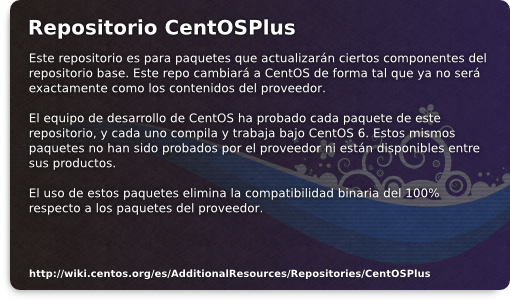 Repositorio CentOSPlus
Este repositorio es para paquetes que actualizarán ciertos componentes del
repositorio base. Este repo cambiará a CentOS de forma tal que ya no será
exactamente como los contenidos del proveedor.
El equipo de desarrollo de CentOS ha probado cada paquete de este
repositorio, y cada uno compila y trabaja bajo CentOS 6. Estos mismos
paquetes no han sido probados por el proveedor ni están disponibles entre
sus productos.
El uso de estos paquetes elimina la compatibilidad binaria del 100%
respecto a los paquetes del proveedor.
http://wiki.centos.org/es/AdditionalResources/Repositories/CentOSPlus